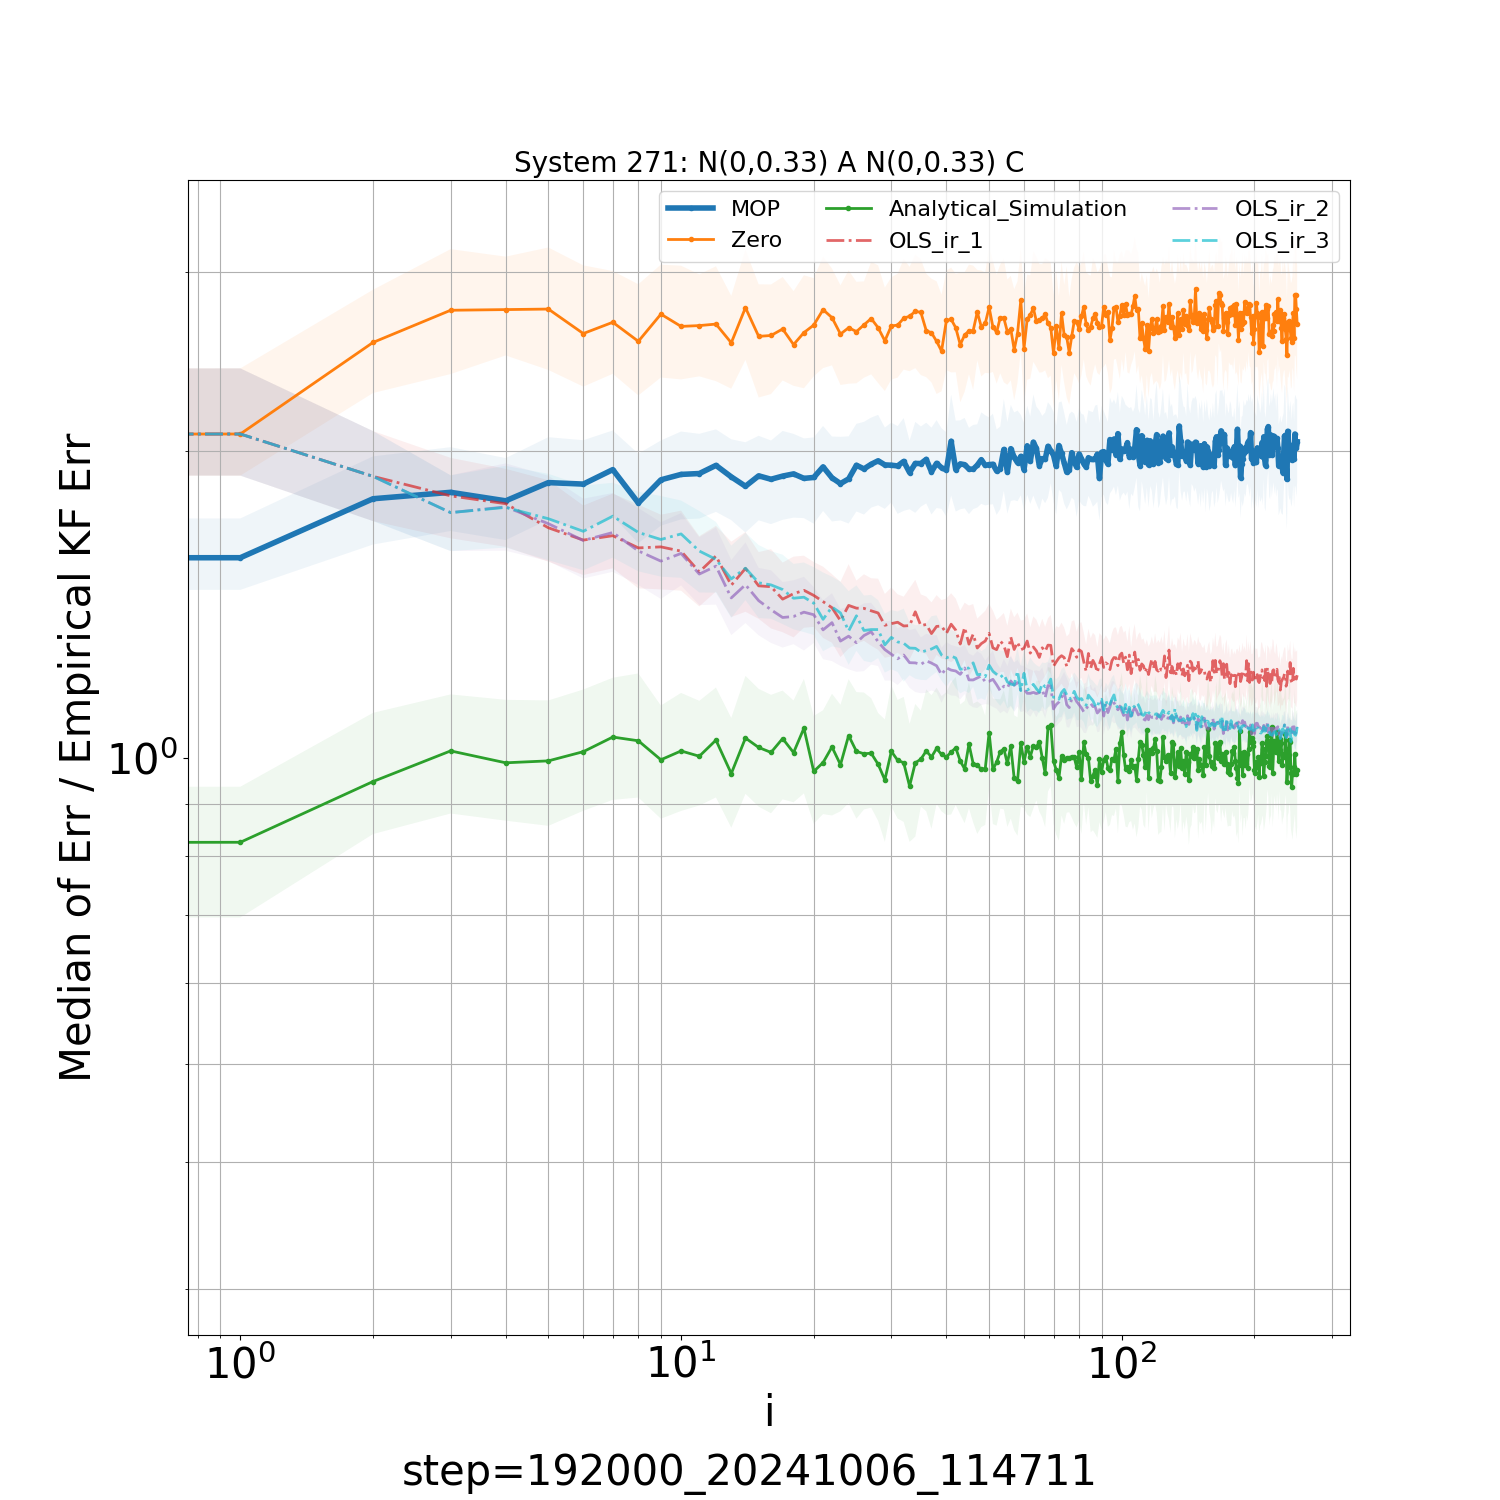 System 271: N(0,0.33) A N(0,0.33) C
MOP
Zero
Analytical_Simulation
OLS_ir_1
OLS_ir_2
OLS_ir_3
Median of Err / Empirical KF Err
10⁰
10⁰ 10¹ 10²
i
step=192000_20241006_114711